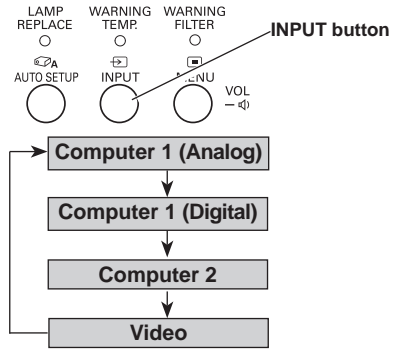 LAMP REPLACE
WARNING TEMP.
WARNING FILTER
INPUT button
A
AUTO SETUP
INPUT
MENU
VOL
–
Computer 1 (Analog)
Computer 1 (Digital)
Computer 2
Video